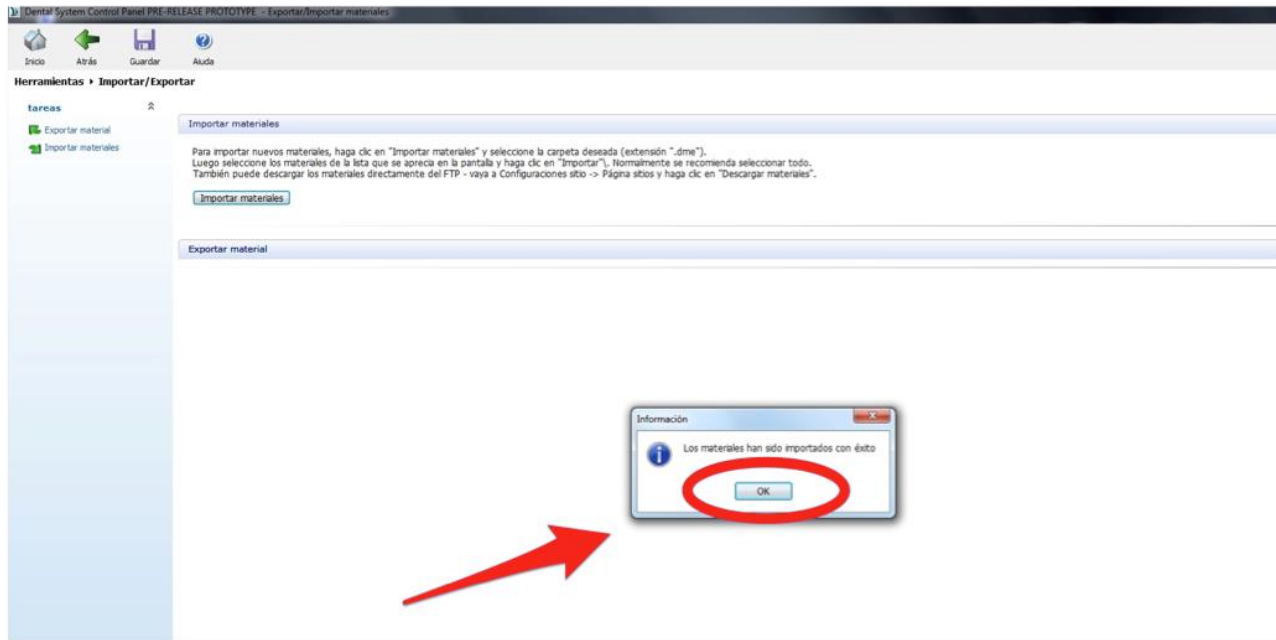 Dental System Control Panel PRE-RELEASE PROTOTYPE - Exportar/Importar materiales
Inicio Atrás Guardar Aiuda
Herramientas ▸ Importar/Exportar
tareas
Exportar material
Importar materiales
Importar materiales
Para importar nuevos materiales, haga clic en "Importar materiales" y seleccione la carpeta deseada (extensión ".dme").
Luego seleccione los materiales de la lista que se aprecia en la pantalla y haga clic en "Importar"\. Normalmente se recomienda seleccionar todo.
También puede descargar los materiales directamente del FTP - vaya a Configuraciones sitio -> Página sitios y haga clic en "Descargar materiales".
Importar materiales
Exportar material
Información
Los materiales han sido importados con éxito
OK